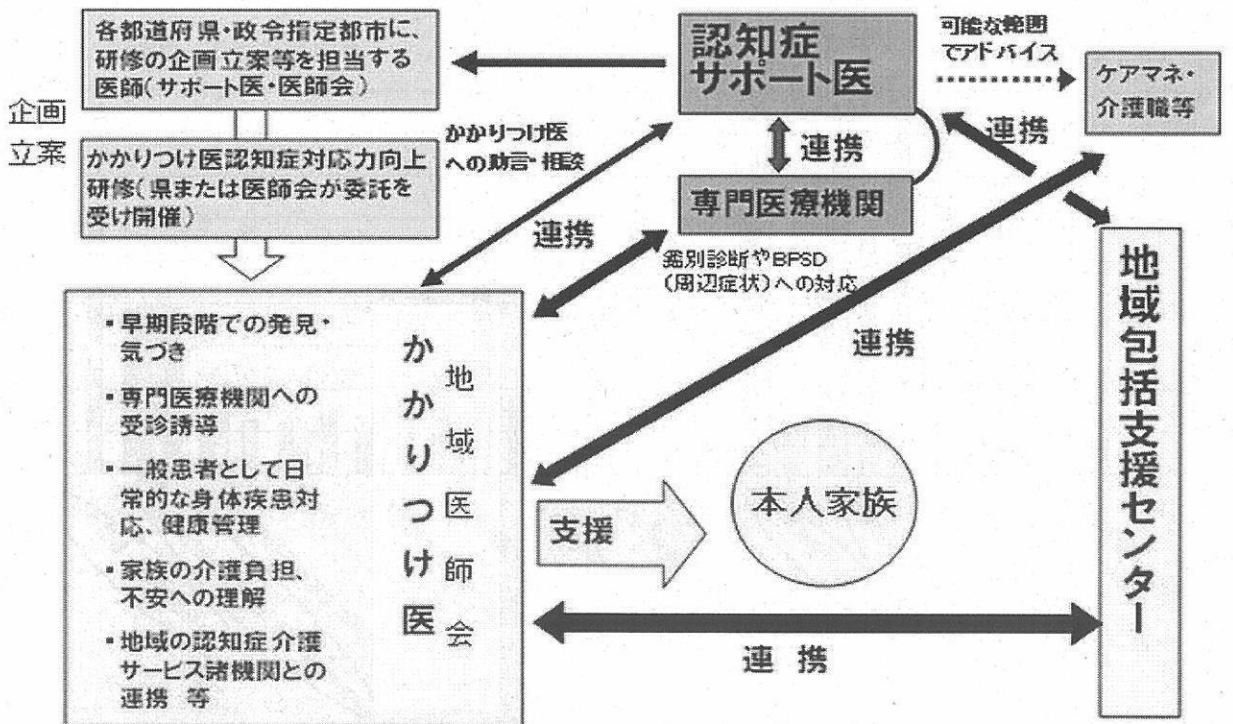 各都道府県・政令指定都市に、
研修の企画立案等を担当する
医師(サポート医・医師会)
企画
立案
かかりつけ医認知症対応力向上
研修(県または医師会が委託を
受け開催)
認知症
サポート医
可能な範囲
でアドバイス
ケアマネ・
介護職等
かかりつけ医
への助言・相談
連携
連携
専門医療機関
連携
鑑別診断やBPSD
(周辺症状)への対応
連携
・早期段階での発見・
気づき
・専門医療機関への
受診誘導
・一般患者として日
常的な身体疾患対
応、健康管理
・家族の介護負担、
不安への理解
・地域の認知症介護
サービス諸機関との
連携 等
かかりつけ医
地域医師会
支援
本人家族
連 携
地域包括支援センター